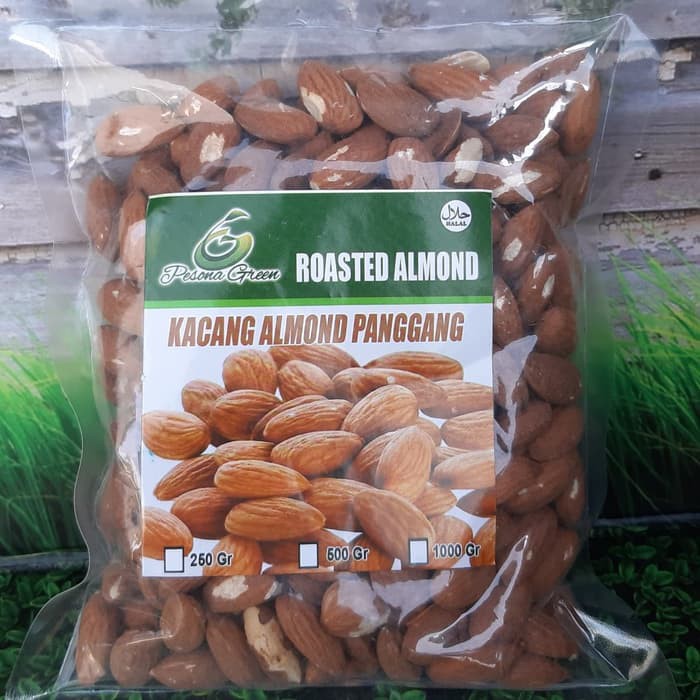 حلال
HALAL
Pesona Green
ROASTED ALMOND
KACANG ALMOND PANGGANG
250 Gr
500 Gr
1000 Gr